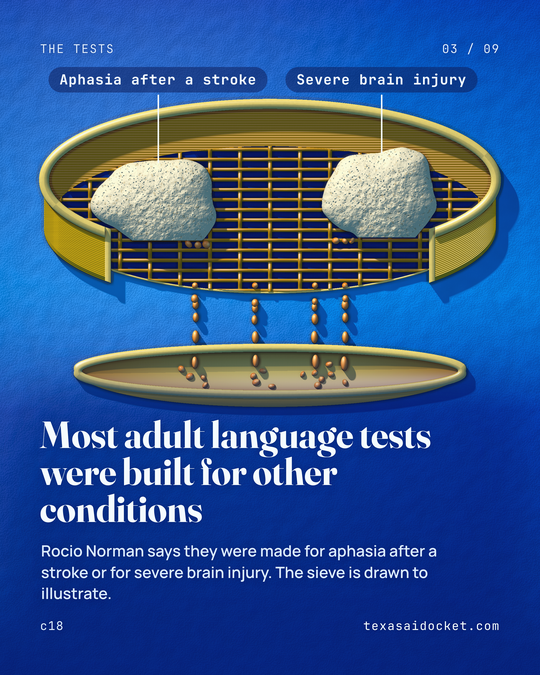 THE TESTS
03 / 09
Aphasia after a stroke
Severe brain injury
Most adult language tests
were built for other
conditions
Rocio Norman says they were made for aphasia after a
stroke or for severe brain injury. The sieve is drawn to
illustrate.
c18
texasaidocket.com